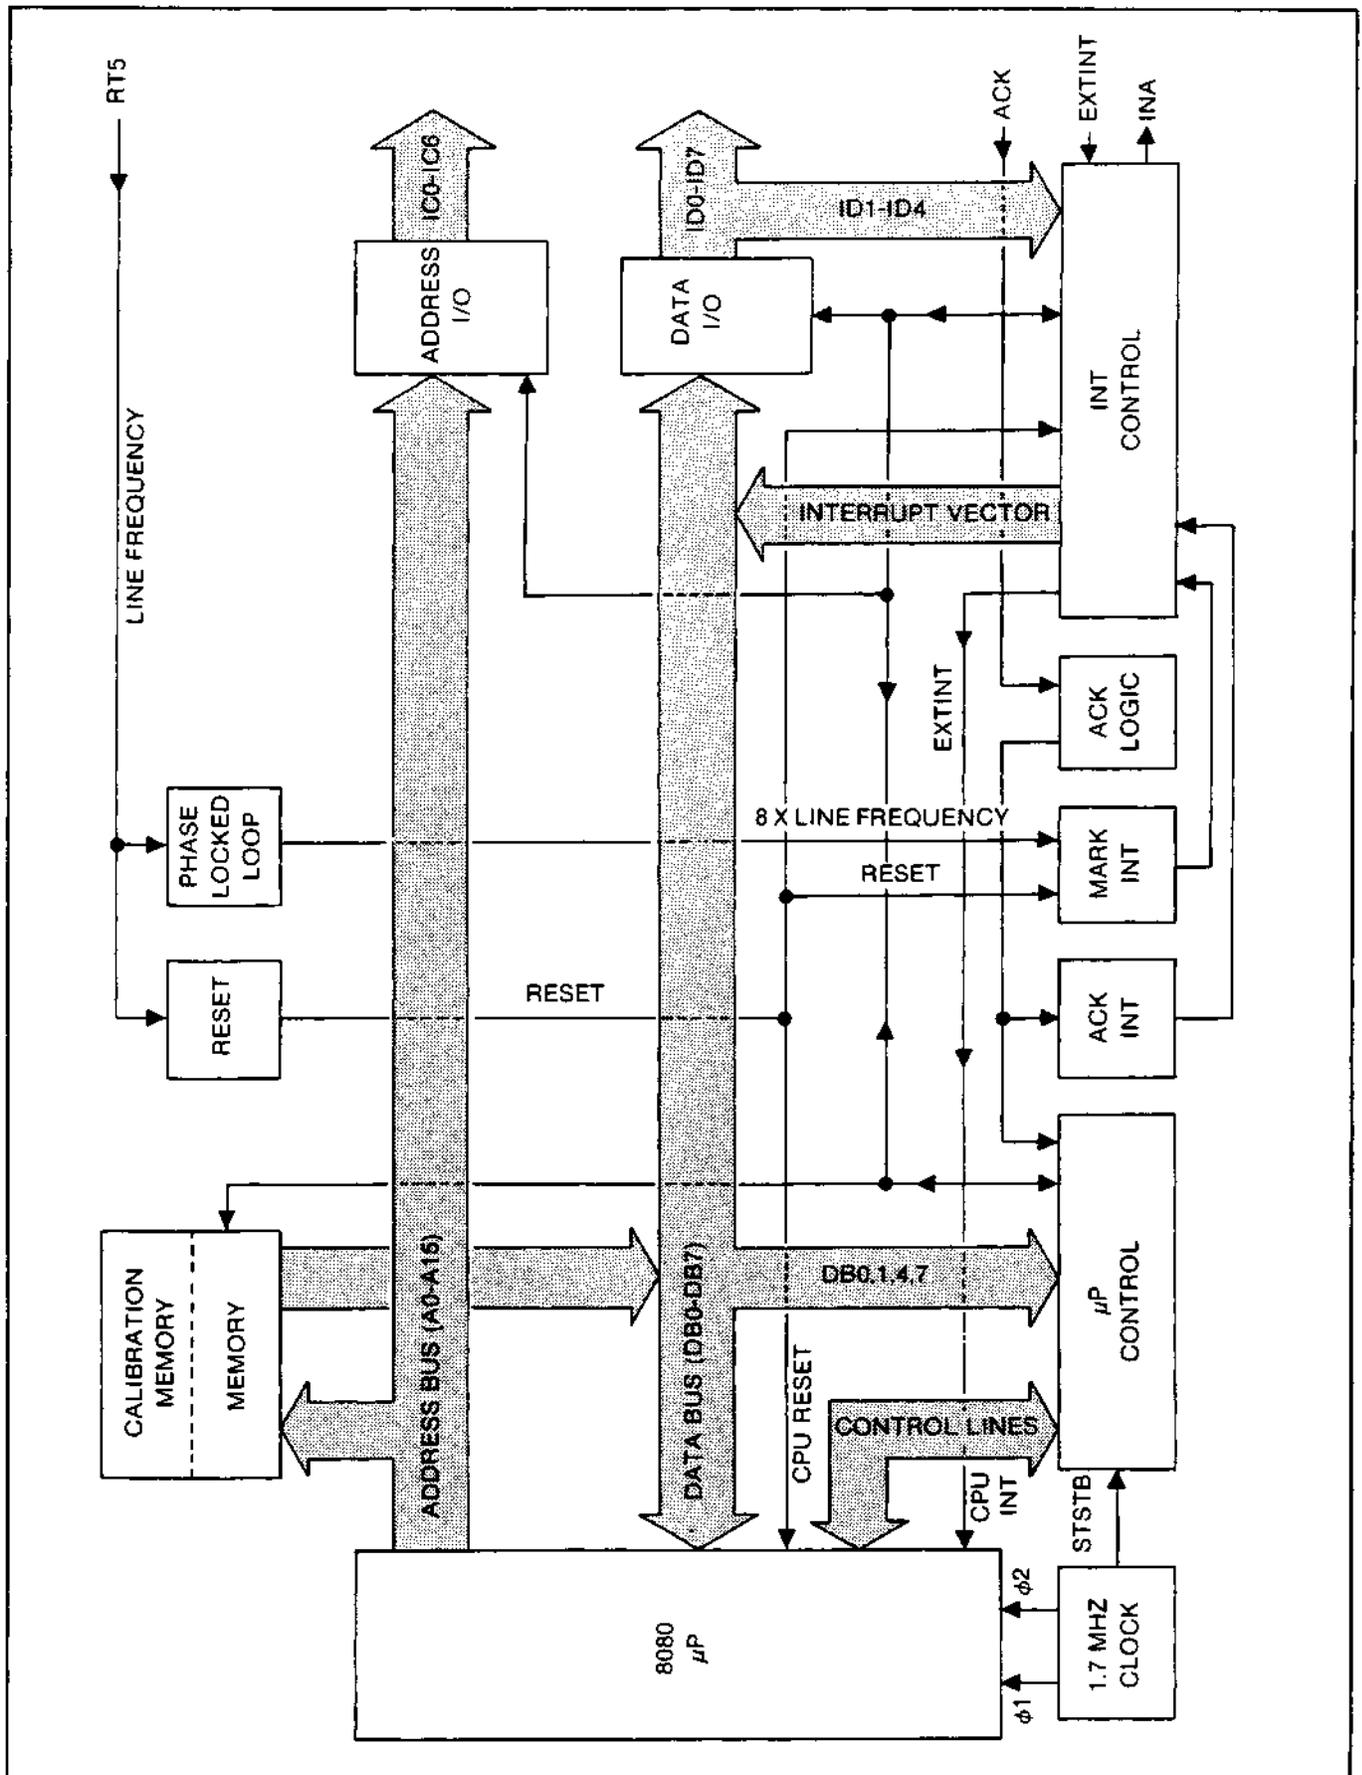 CALIBRATION
MEMORY
MEMORY
RESET
PHASE
LOCKED
LOOP
LINE FREQUENCY
RT5
ADDRESS BUS (A0-A15)
ADDRESS
I/O
IC0-IC6
RESET
8080
µP
DATA BUS (DB0-DB7)
DATA
I/O
ID0-ID7
CPU RESET
DB0,1,4,7
8 X LINE FREQUENCY
RESET
INTERRUPT VECTOR
ID1-ID4
CONTROL LINES
CPU
INT
EXTINT
ACK
φ1
φ2
STSTB
1.7 MHZ
CLOCK
µP
CONTROL
ACK
INT
MARK
INT
ACK
LOGIC
INT
CONTROL
EXTINT
INA